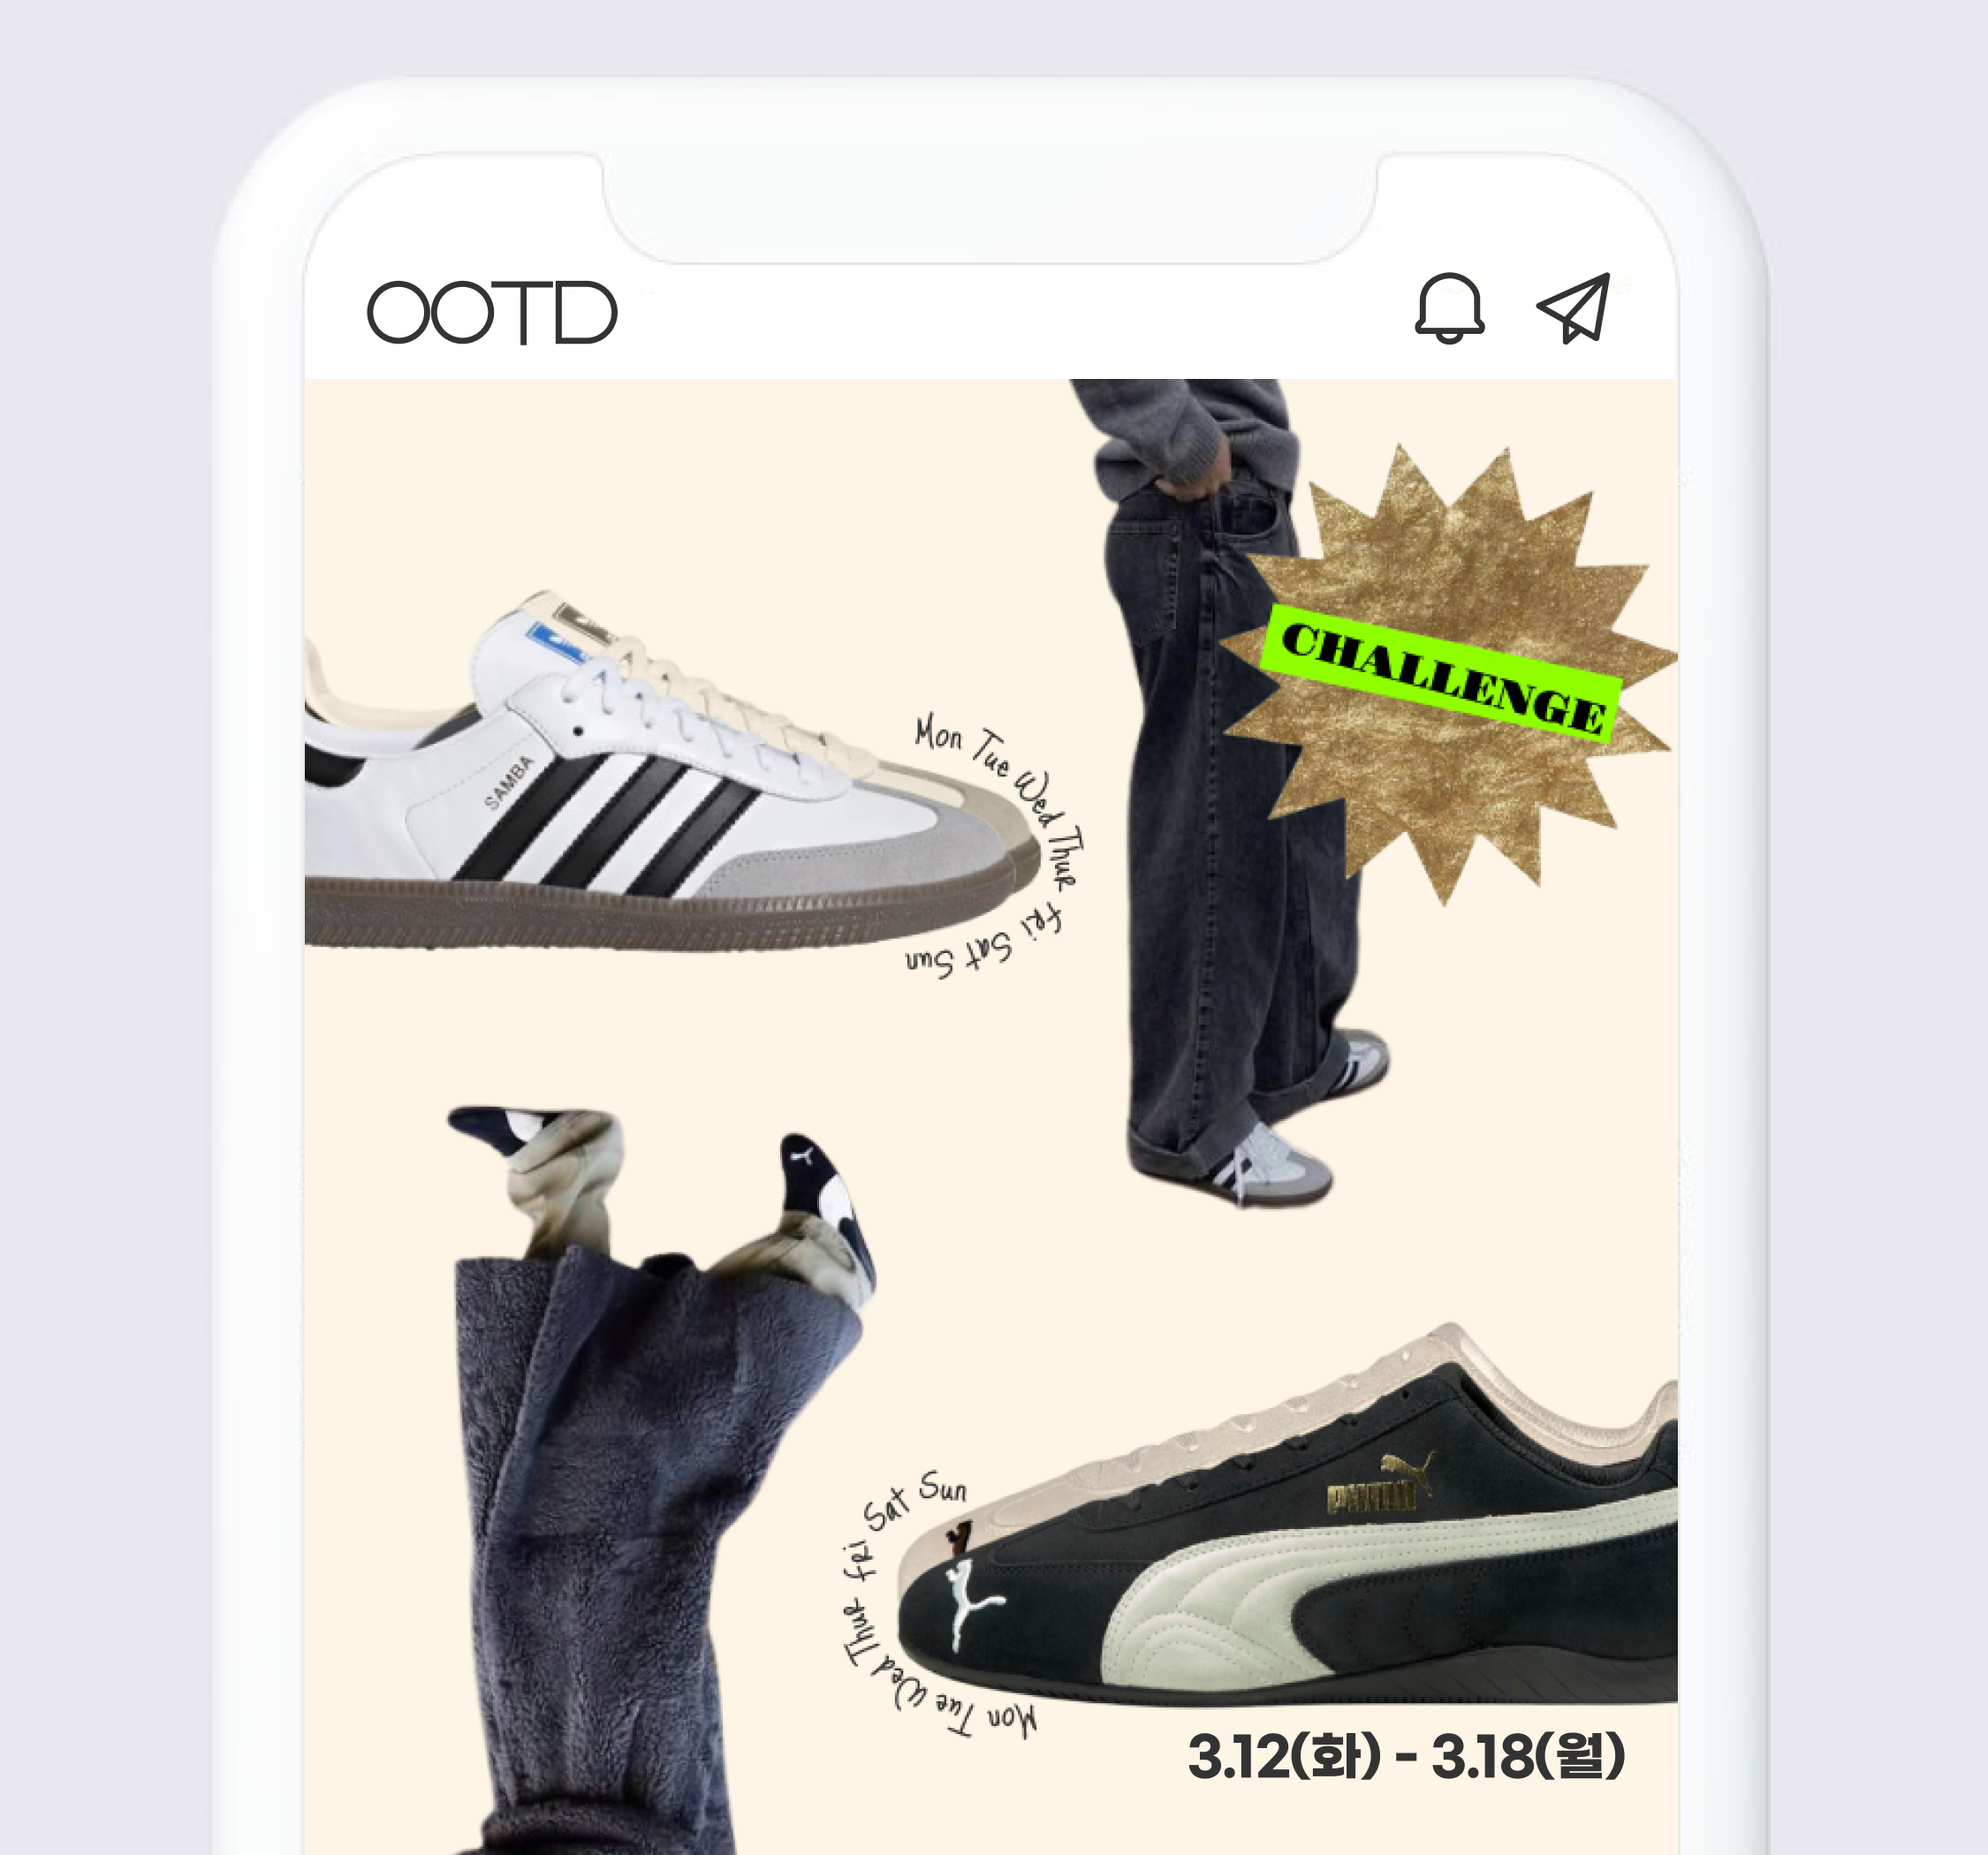 OOTD
CHALLENGE
SAMBA
Mon Tue Wed Thur Fri Sat Sun
PUMA
Mon Tue Wed Thur Fri Sat Sun
3.12(화) - 3.18(월)